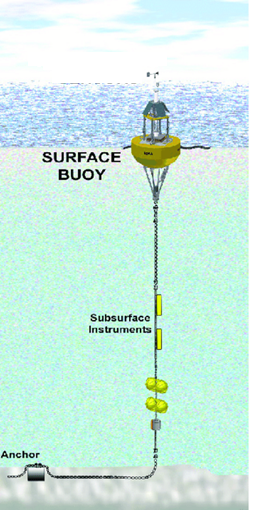 SURFACE
BUOY
Subsurface
Instruments
Anchor